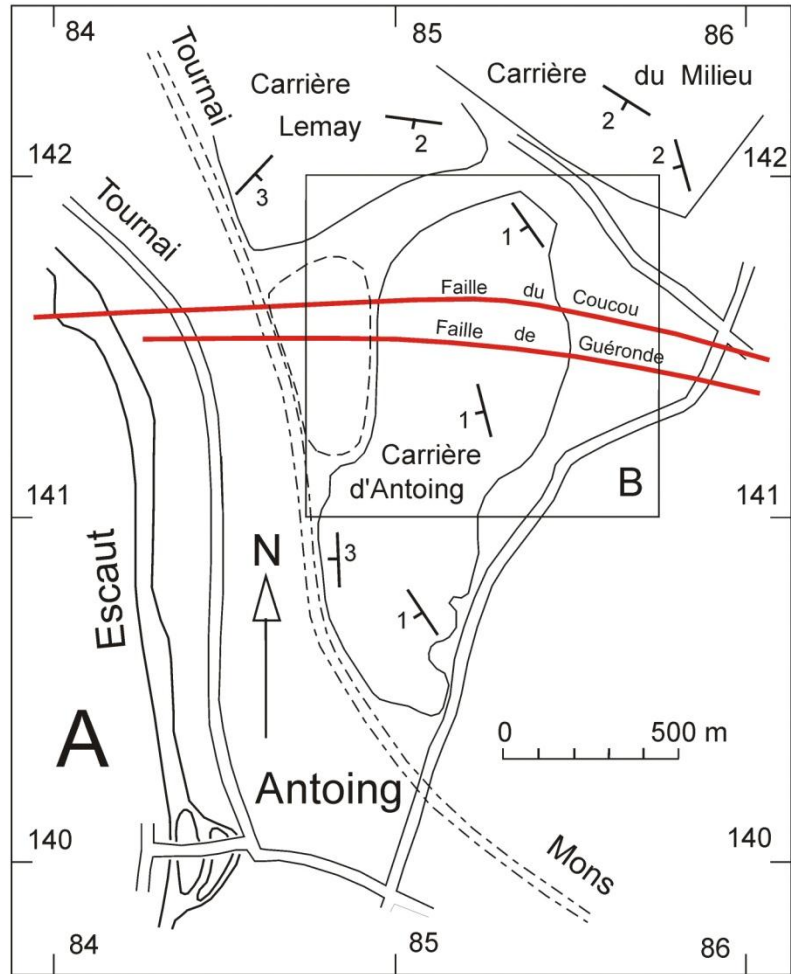 84
85
86
Tournai
Carrière
Lemay
Carrière
du Milieu
2
2
2
142
142
3
Tournai
1
Faille du Coucou
Faille de Guéronde
1
Carrière
d'Antoing
B
141
141
Escaut
N
3
1
0 500 m
A
Antoing
140
140
Mons
84
85
86